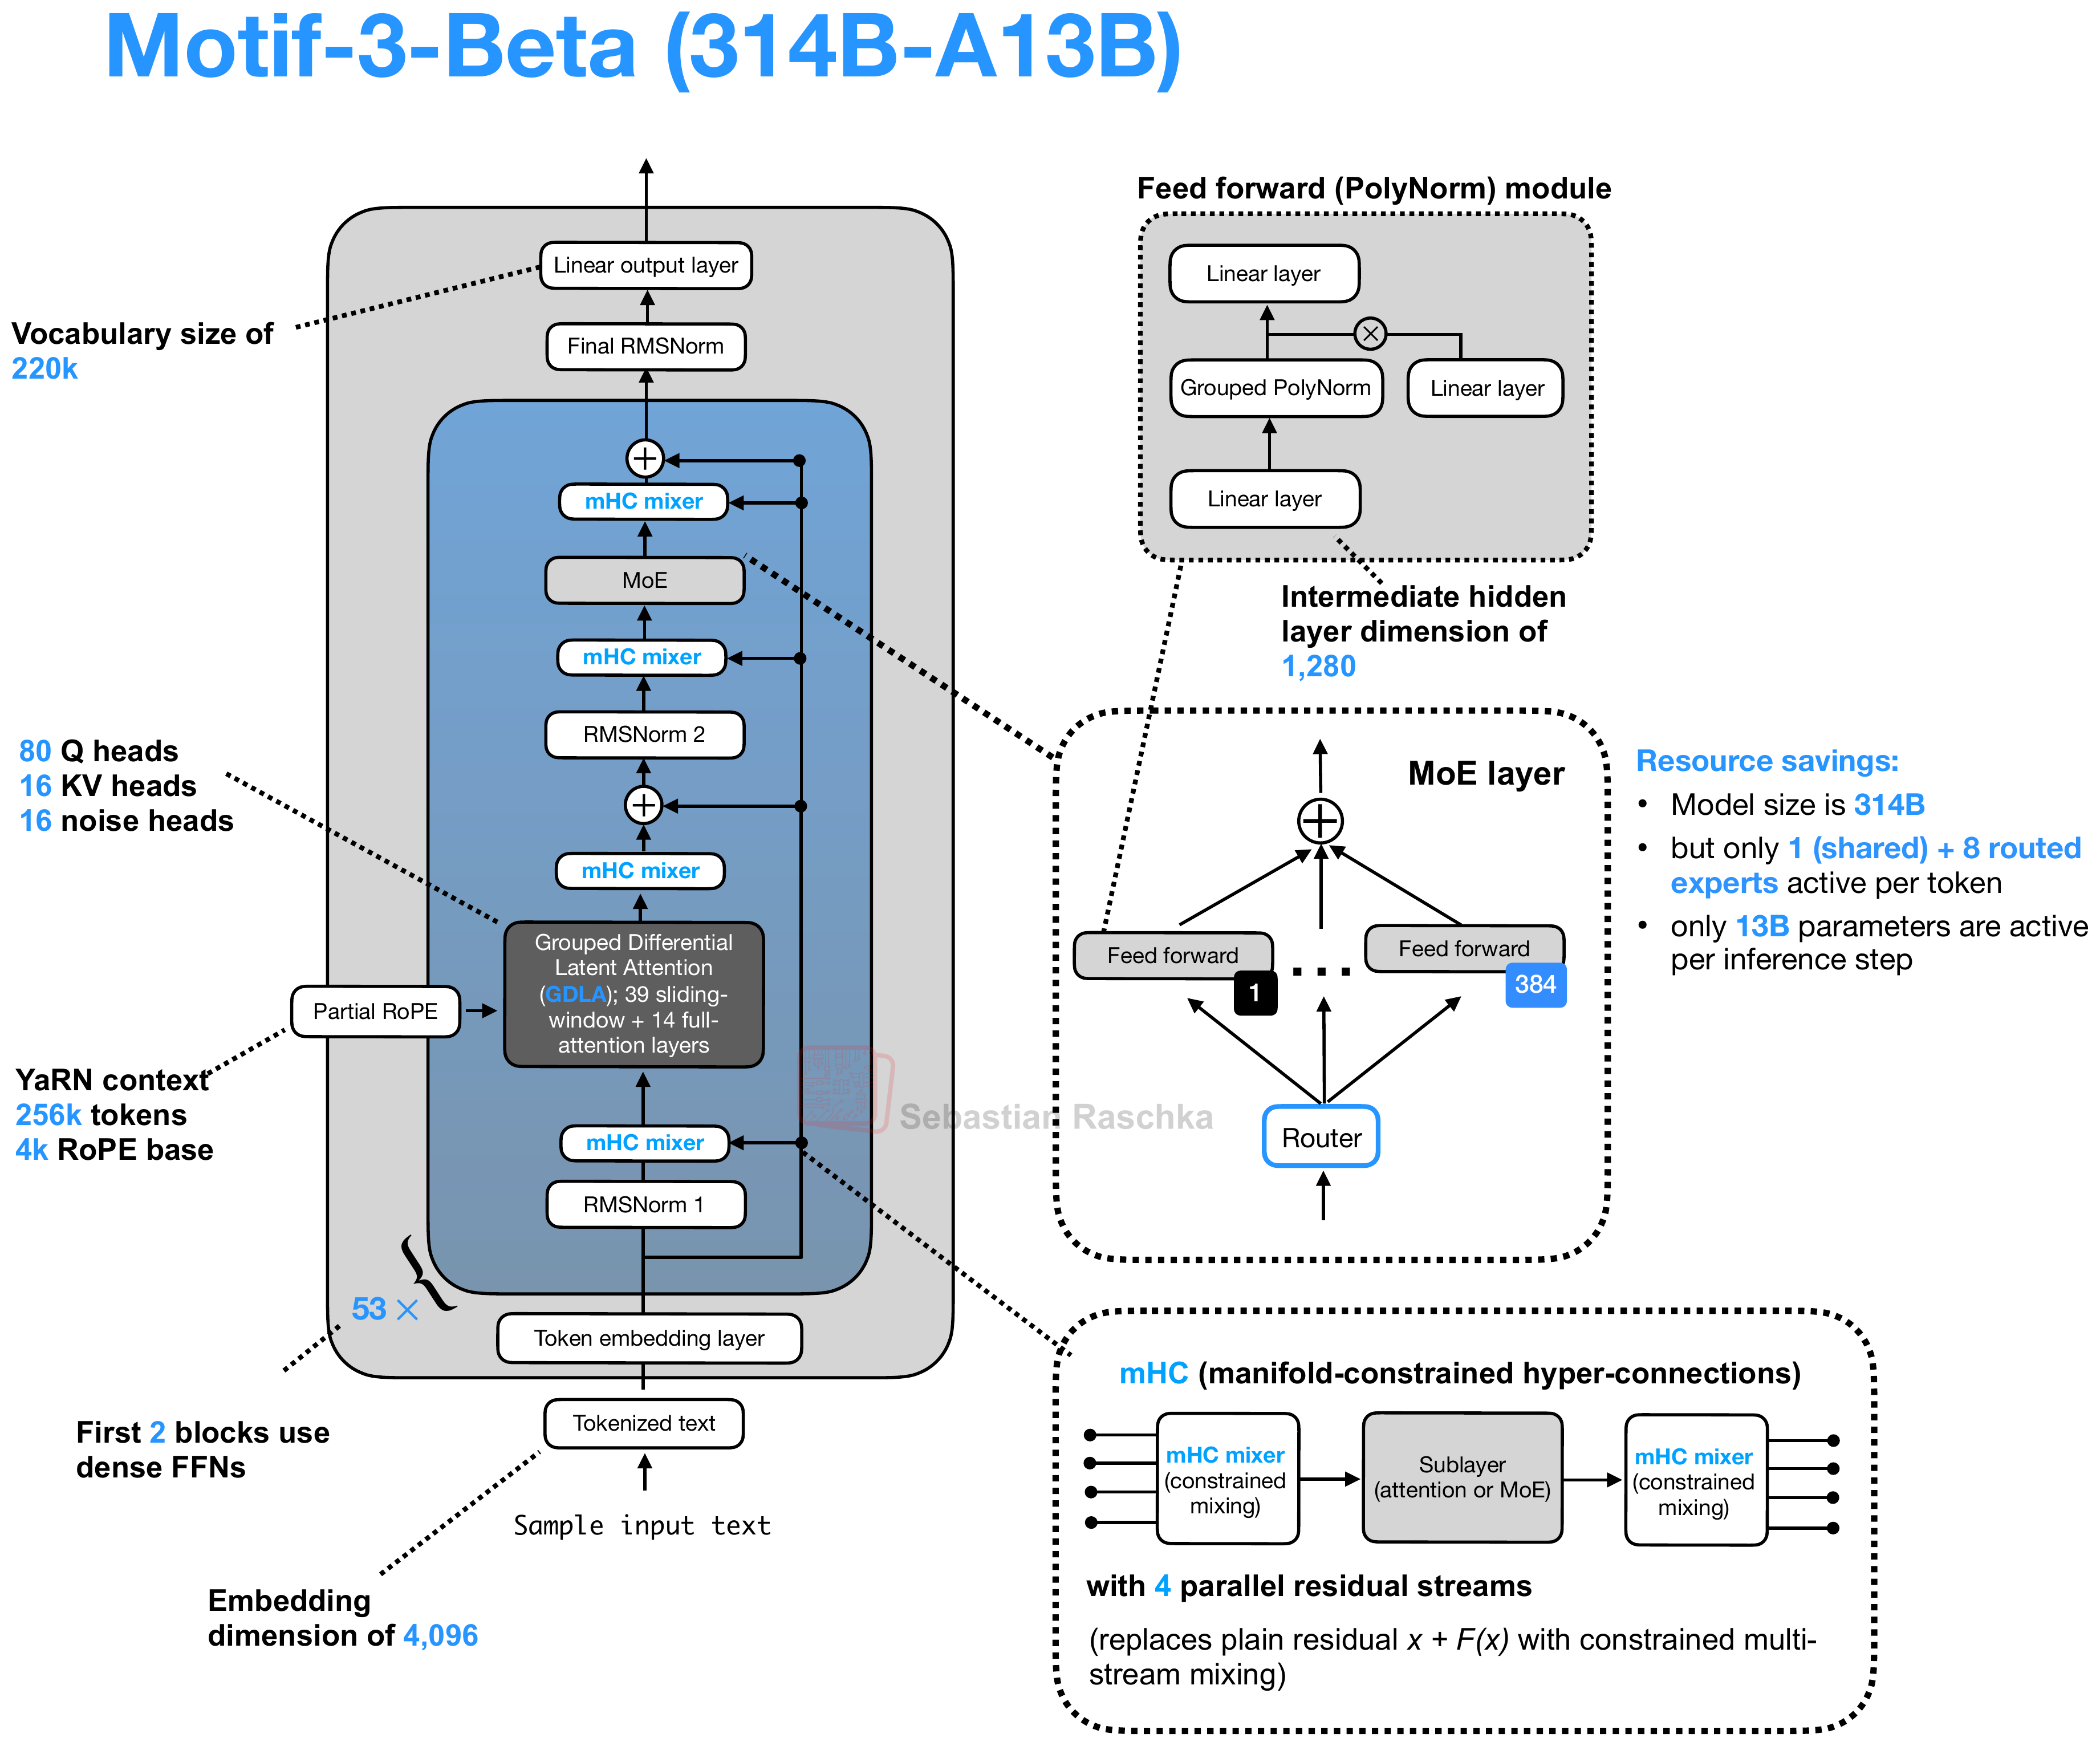 Motif-3-Beta (314B-A13B)
Linear output layer
Vocabulary size of
220k
Final RMSNorm
mHC mixer
MoE
mHC mixer
RMSNorm 2
80 Q heads
16 KV heads
16 noise heads
mHC mixer
Grouped Differential
Latent Attention
(GDLA); 39 sliding-
window + 14 full-
attention layers
Partial RoPE
YaRN context
256k tokens
4k RoPE base
mHC mixer
RMSNorm 1
53 ×
Token embedding layer
First 2 blocks use
dense FFNs
Tokenized text
Sample input text
Embedding
dimension of 4,096
Feed forward (PolyNorm) module
Linear layer
Grouped PolyNorm
Linear layer
Linear layer
Intermediate hidden
layer dimension of
1,280
MoE layer
Feed forward
1
Feed forward
384
Router
Resource savings:
• Model size is 314B
• but only 1 (shared) + 8 routed
experts active per token
• only 13B parameters are active
per inference step
Sebastian Raschka
mHC (manifold-constrained hyper-connections)
mHC mixer
(constrained
mixing)
Sublayer
(attention or MoE)
mHC mixer
(constrained
mixing)
with 4 parallel residual streams
(replaces plain residual x + F(x) with constrained multi-
stream mixing)